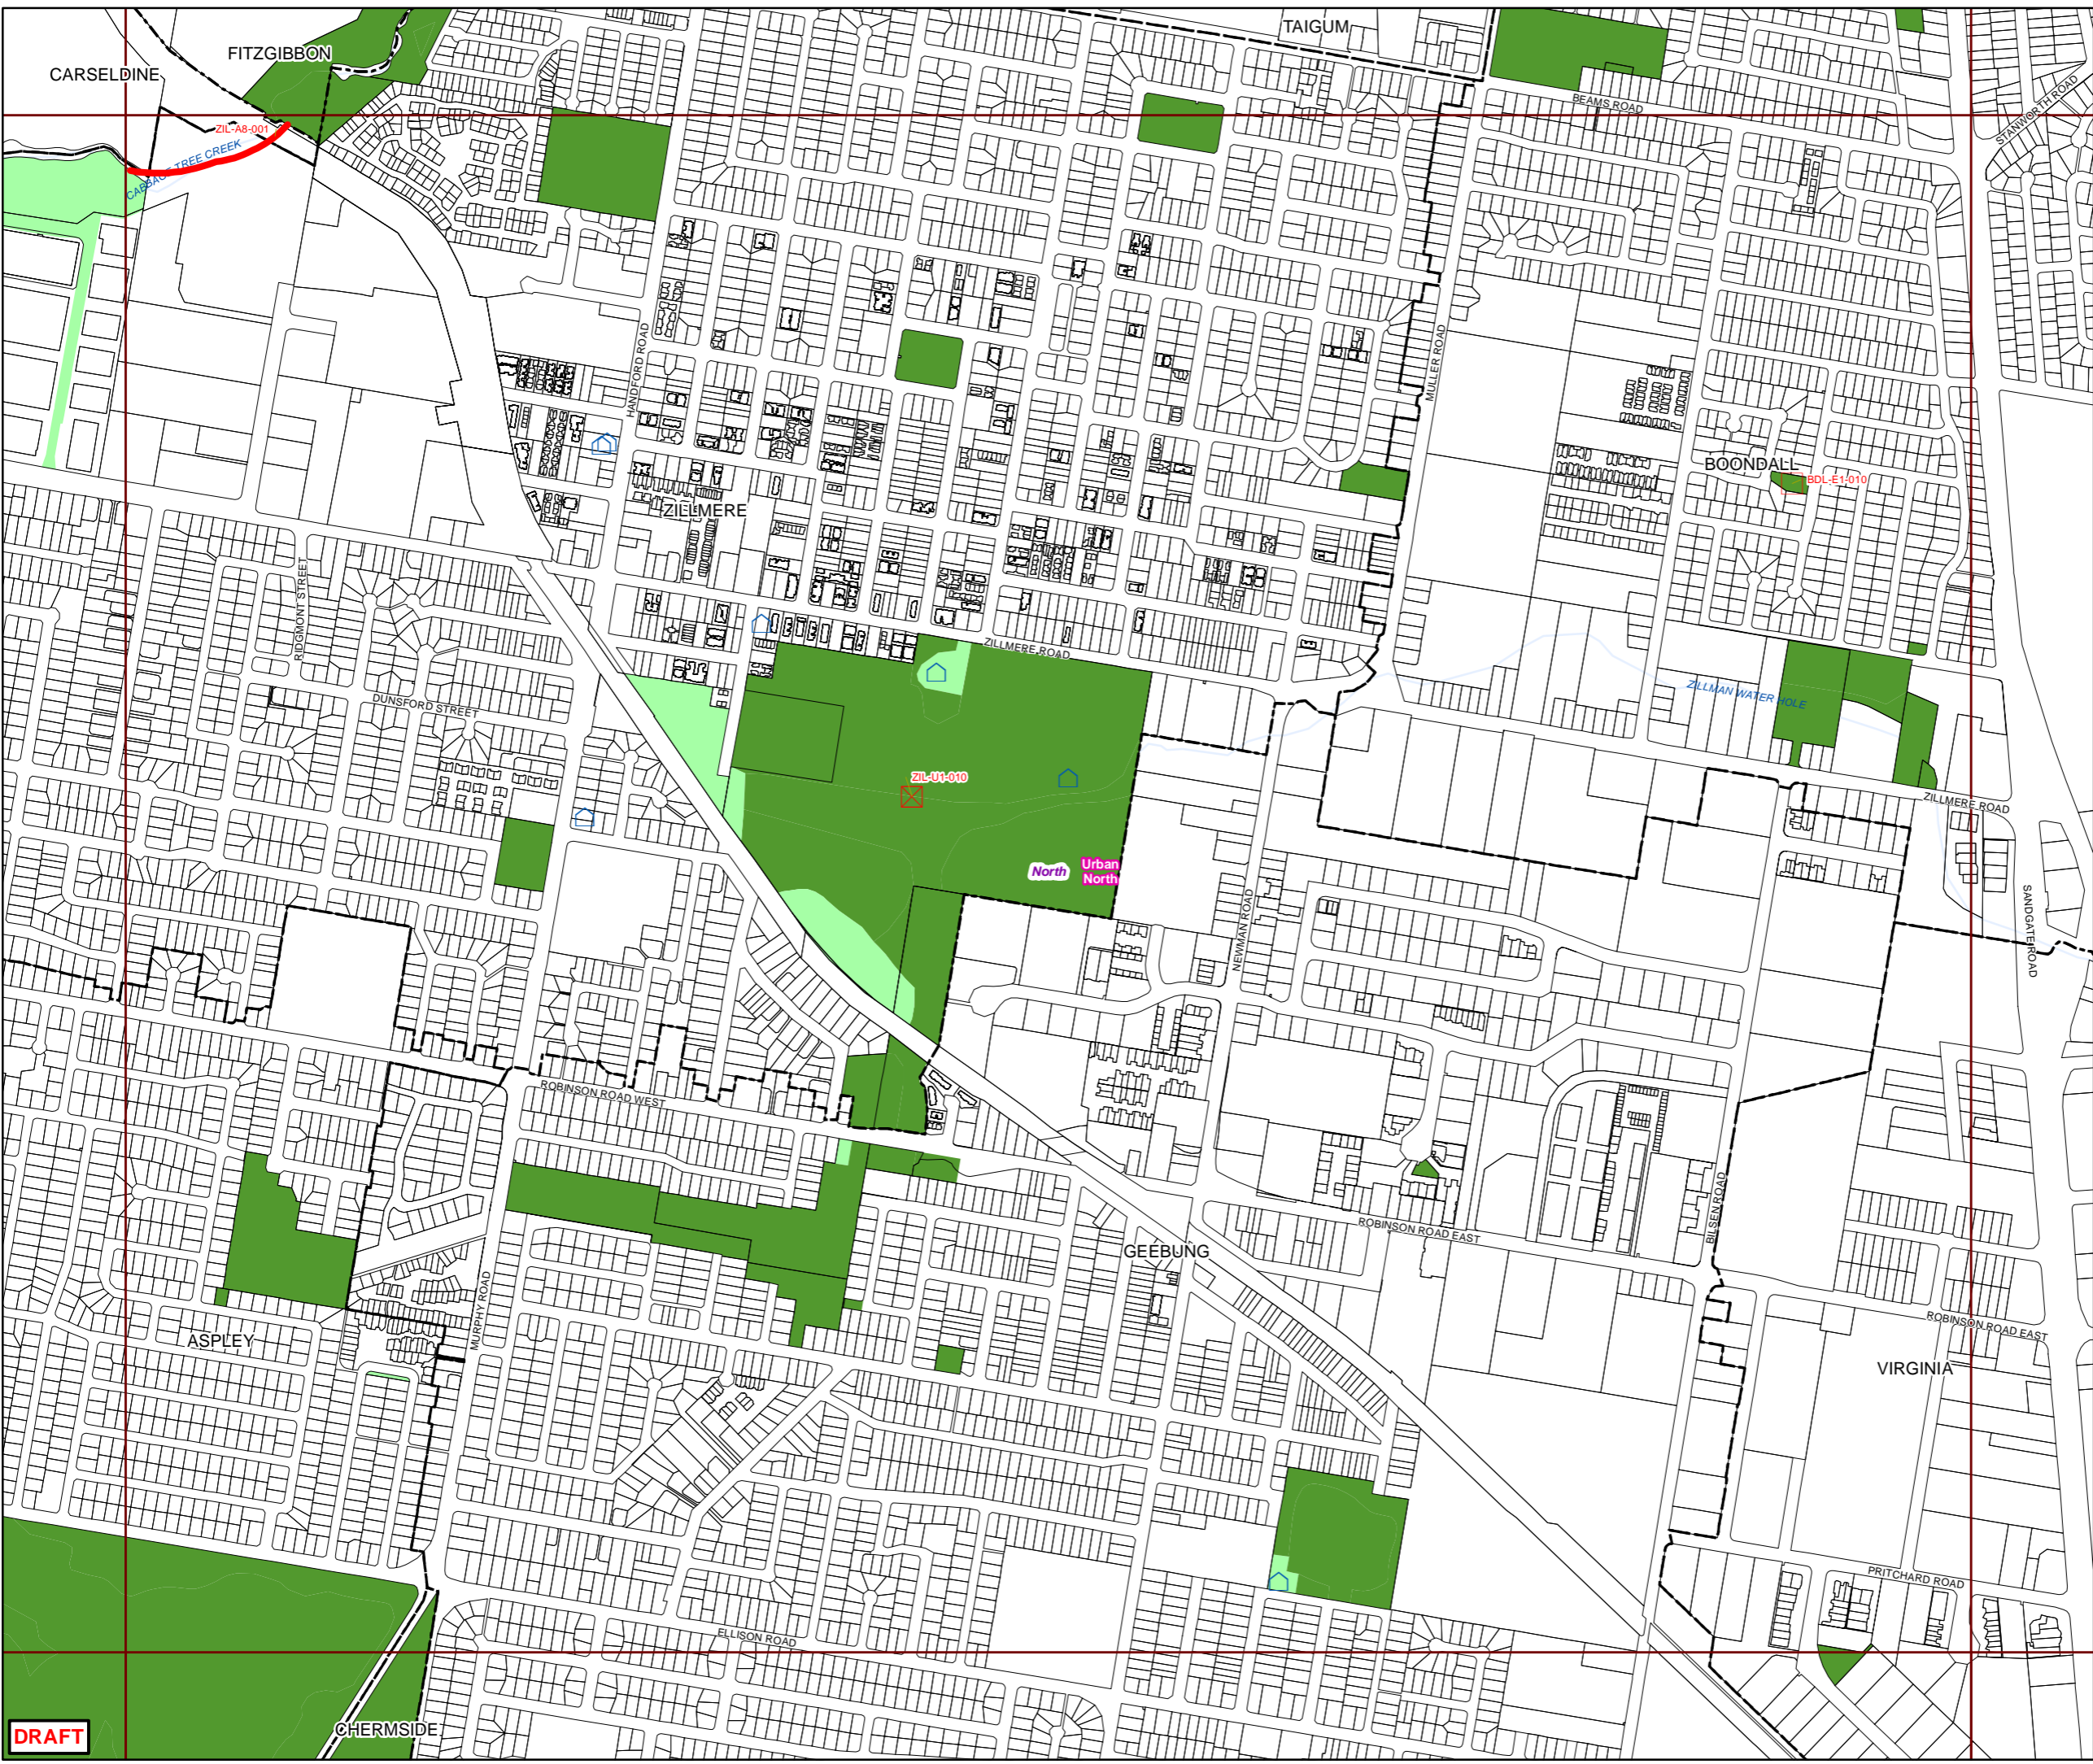 TAIGUM
FITZGIBBON
CARSELDINE
STANWORTH ROAD
BEAMS ROAD
ZIL-A8-001
CABBAGE TREE CREEK
HANDFORD ROAD
MULLER ROAD
BOONDALL
BDL-E1-010
ZILLMERE
RIDGMONT STREET
ZILLMERE ROAD
DUNSFORD STREET
ZILLMAN WATER HOLE
ZIL-U1-010
ZILLMERE ROAD
North
Urban
North
NEWMAN ROAD
SANDGATE ROAD
ROBINSON ROAD WEST
BILSEN ROAD
ROBINSON ROAD EAST
GEEBUNG
MURPHY ROAD
ROBINSON ROAD EAST
ASPLEY
VIRGINIA
PRITCHARD ROAD
ELLISON ROAD
CHERMSIDE
DRAFT